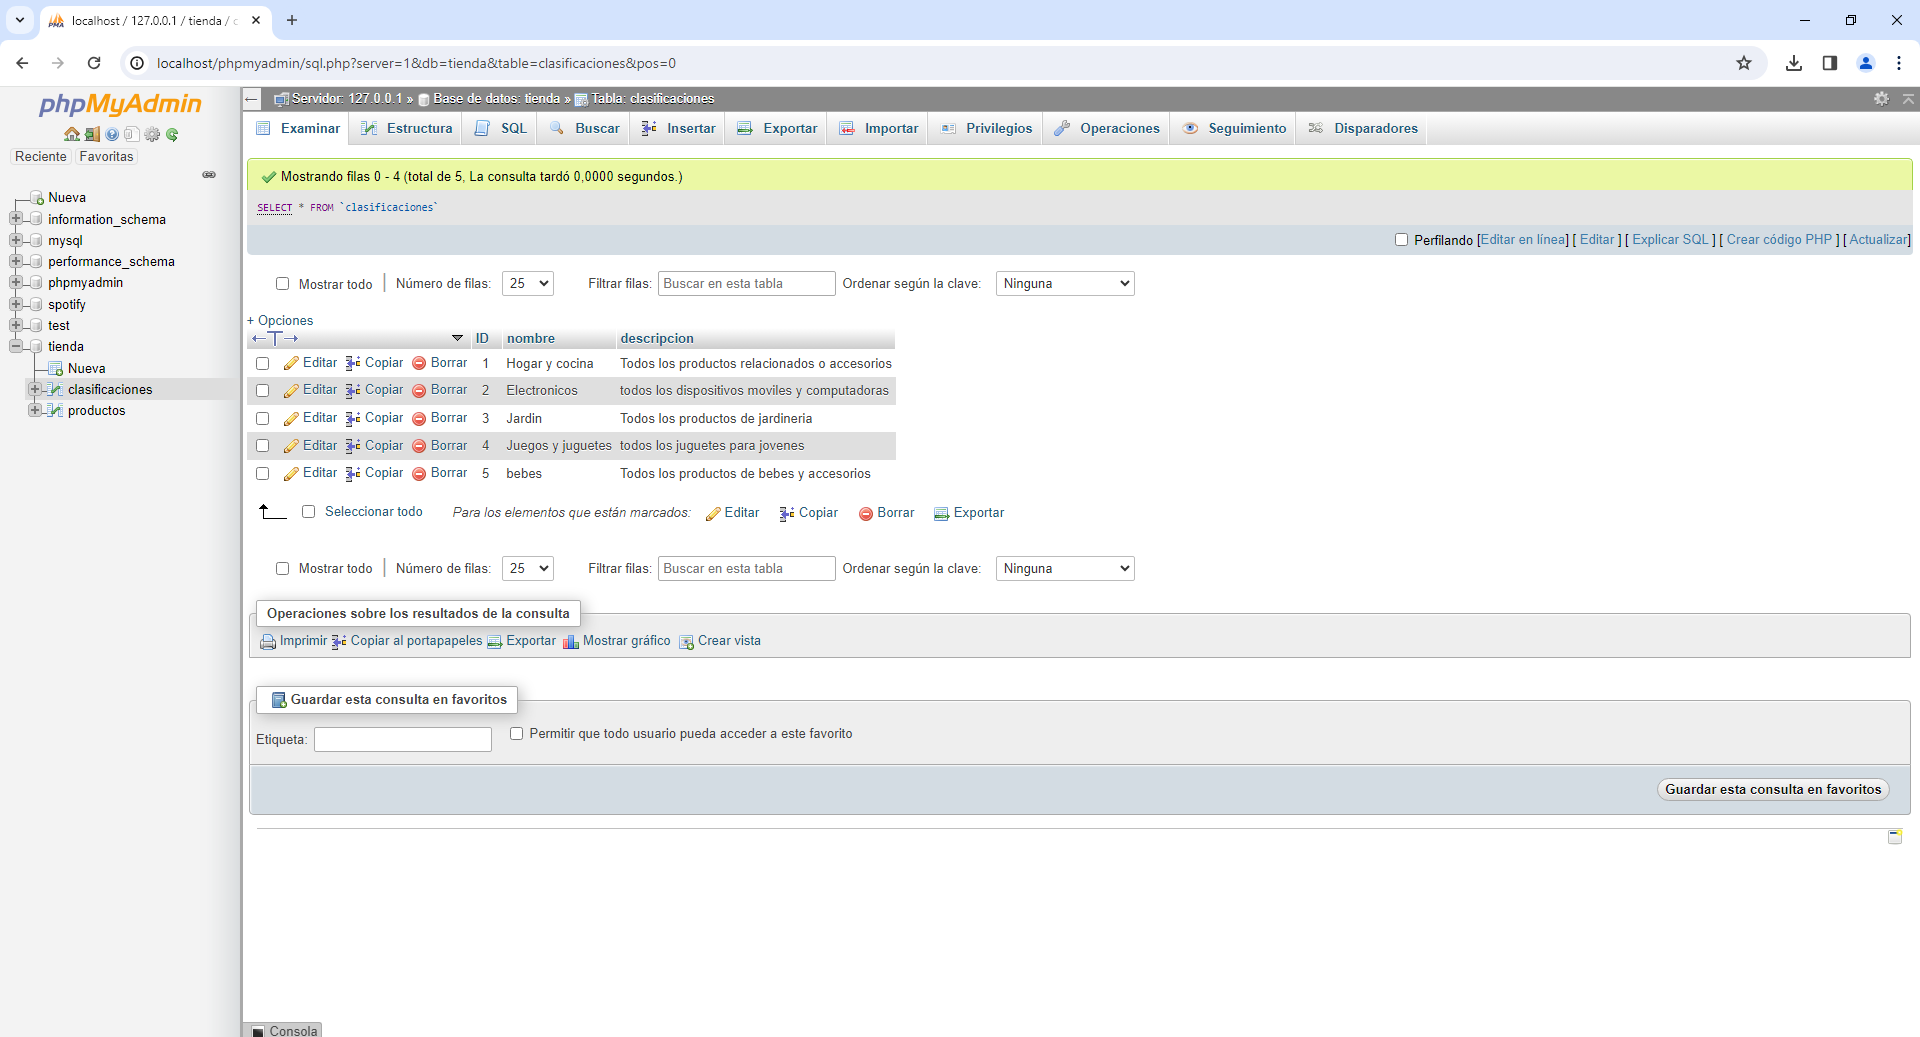 localhost / 127.0.0.1 / tienda / c
localhost/phpmyadmin/sql.php?server=1&db=tienda&table=clasificaciones&pos=0
phpMyAdmin
Reciente Favoritas
Nueva
information_schema
mysql
performance_schema
phpmyadmin
spotify
test
tienda
Nueva
clasificaciones
productos
Servidor: 127.0.0.1 » Base de datos: tienda » Tabla: clasificaciones
Examinar Estructura SQL Buscar Insertar Exportar Importar Privilegios Operaciones Seguimiento Disparadores
Mostrando filas 0 - 4 (total de 5, La consulta tardó 0,0000 segundos.)
SELECT * FROM `clasificaciones`
Perfilando [Editar en línea] [ Editar ] [ Explicar SQL ] [ Crear código PHP ] [ Actualizar]
Mostrar todo Número de filas: 25 Filtrar filas: Buscar en esta tabla Ordenar según la clave: Ninguna
+ Opciones
ID nombre descripcion
Editar Copiar Borrar 1 Hogar y cocina Todos los productos relacionados o accesorios
Editar Copiar Borrar 2 Electronicos todos los dispositivos moviles y computadoras
Editar Copiar Borrar 3 Jardin Todos los productos de jardineria
Editar Copiar Borrar 4 Juegos y juguetes todos los juguetes para jovenes
Editar Copiar Borrar 5 bebes Todos los productos de bebes y accesorios
Seleccionar todo Para los elementos que están marcados: Editar Copiar Borrar Exportar
Mostrar todo Número de filas: 25 Filtrar filas: Buscar en esta tabla Ordenar según la clave: Ninguna
Operaciones sobre los resultados de la consulta
Imprimir Copiar al portapapeles Exportar Mostrar gráfico Crear vista
Guardar esta consulta en favoritos
Etiqueta: Permitir que todo usuario pueda acceder a este favorito
Guardar esta consulta en favoritos
Consola